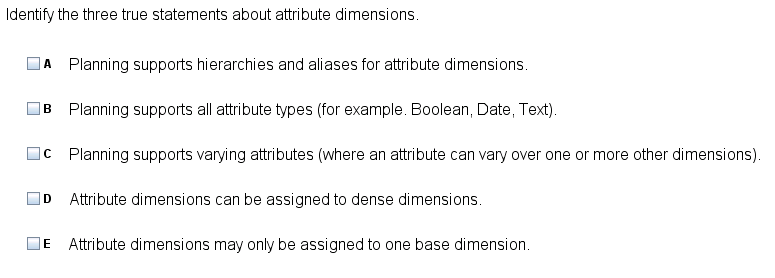 Identify the three true statements about attribute dimensions.
A Planning supports hierarchies and aliases for attribute dimensions.
B Planning supports all attribute types (for example. Boolean, Date, Text).
C Planning supports varying attributes (where an attribute can vary over one or more other dimensions).
D Attribute dimensions can be assigned to dense dimensions.
E Attribute dimensions may only be assigned to one base dimension.